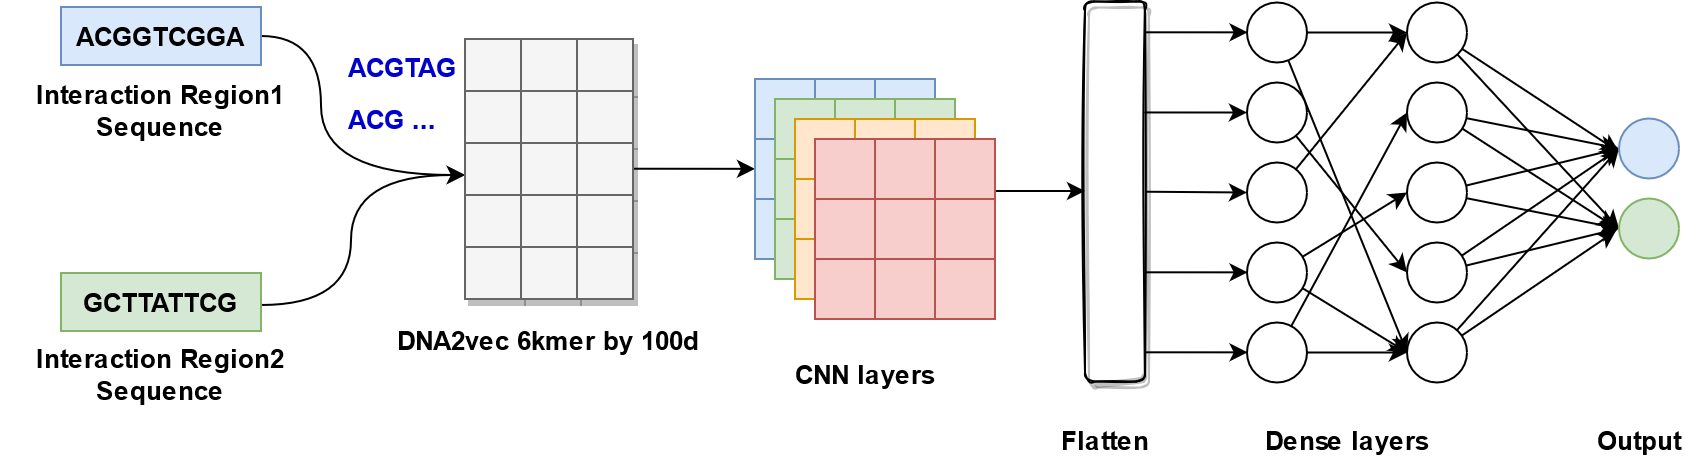 ACGGTCGGA
Interaction Region1
Sequence
GCTTATTCG
Interaction Region2
Sequence
ACGTAG
ACG ...
DNA2vec 6kmer by 100d
CNN layers
Flatten
Dense layers
Output